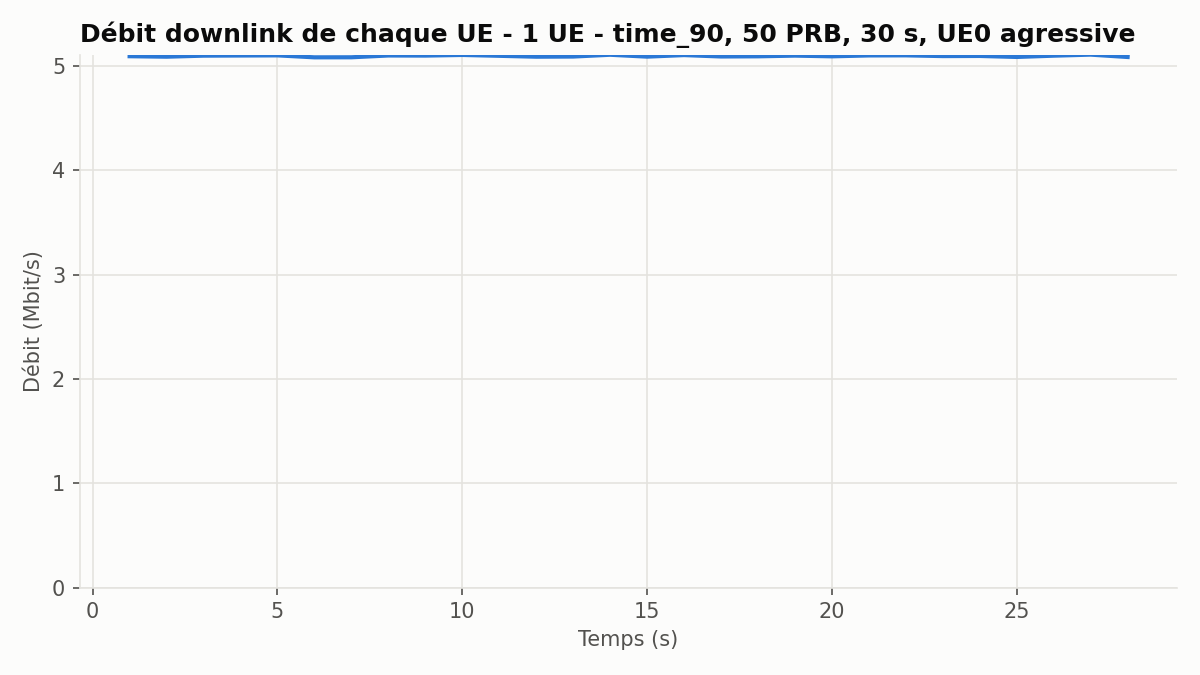 Débit downlink de chaque UE - 1 UE - time_90, 50 PRB, 30 s, UE0 agressive
5
4
3
2
1
0
Débit (Mbit/s)
0 5 10 15 20 25
Temps (s)